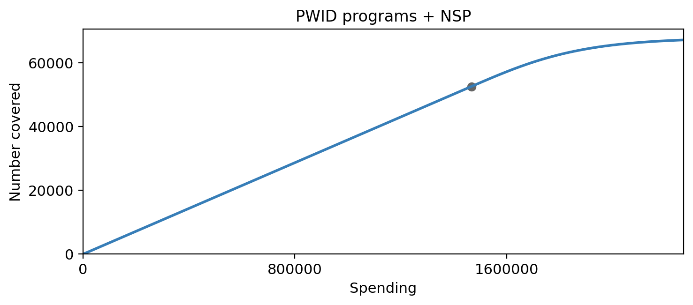 PWID programs + NSP
Number covered
60000
40000
20000
0
0 800000 1600000
Spending